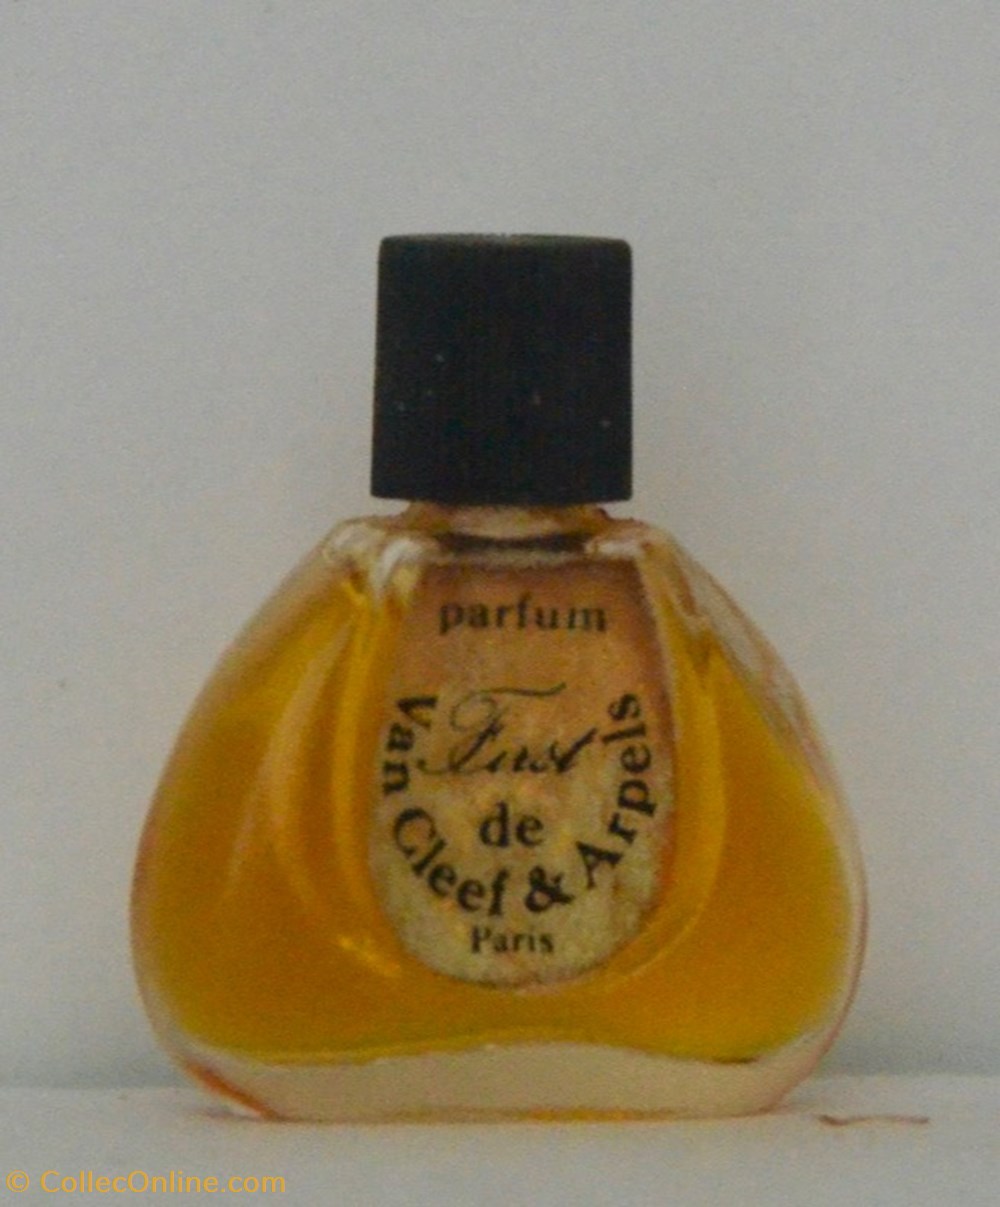 parfum
First
de
Van Cleef & Arpels
Paris
© CollecOnline.com